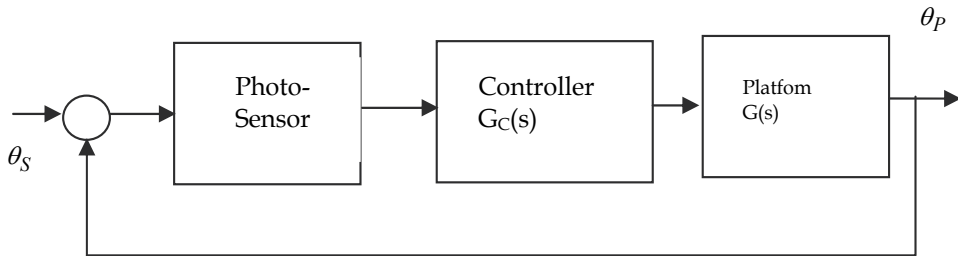 θP
Photo-
Sensor
Controller
GC(s)
Platfom
G(s)
θS